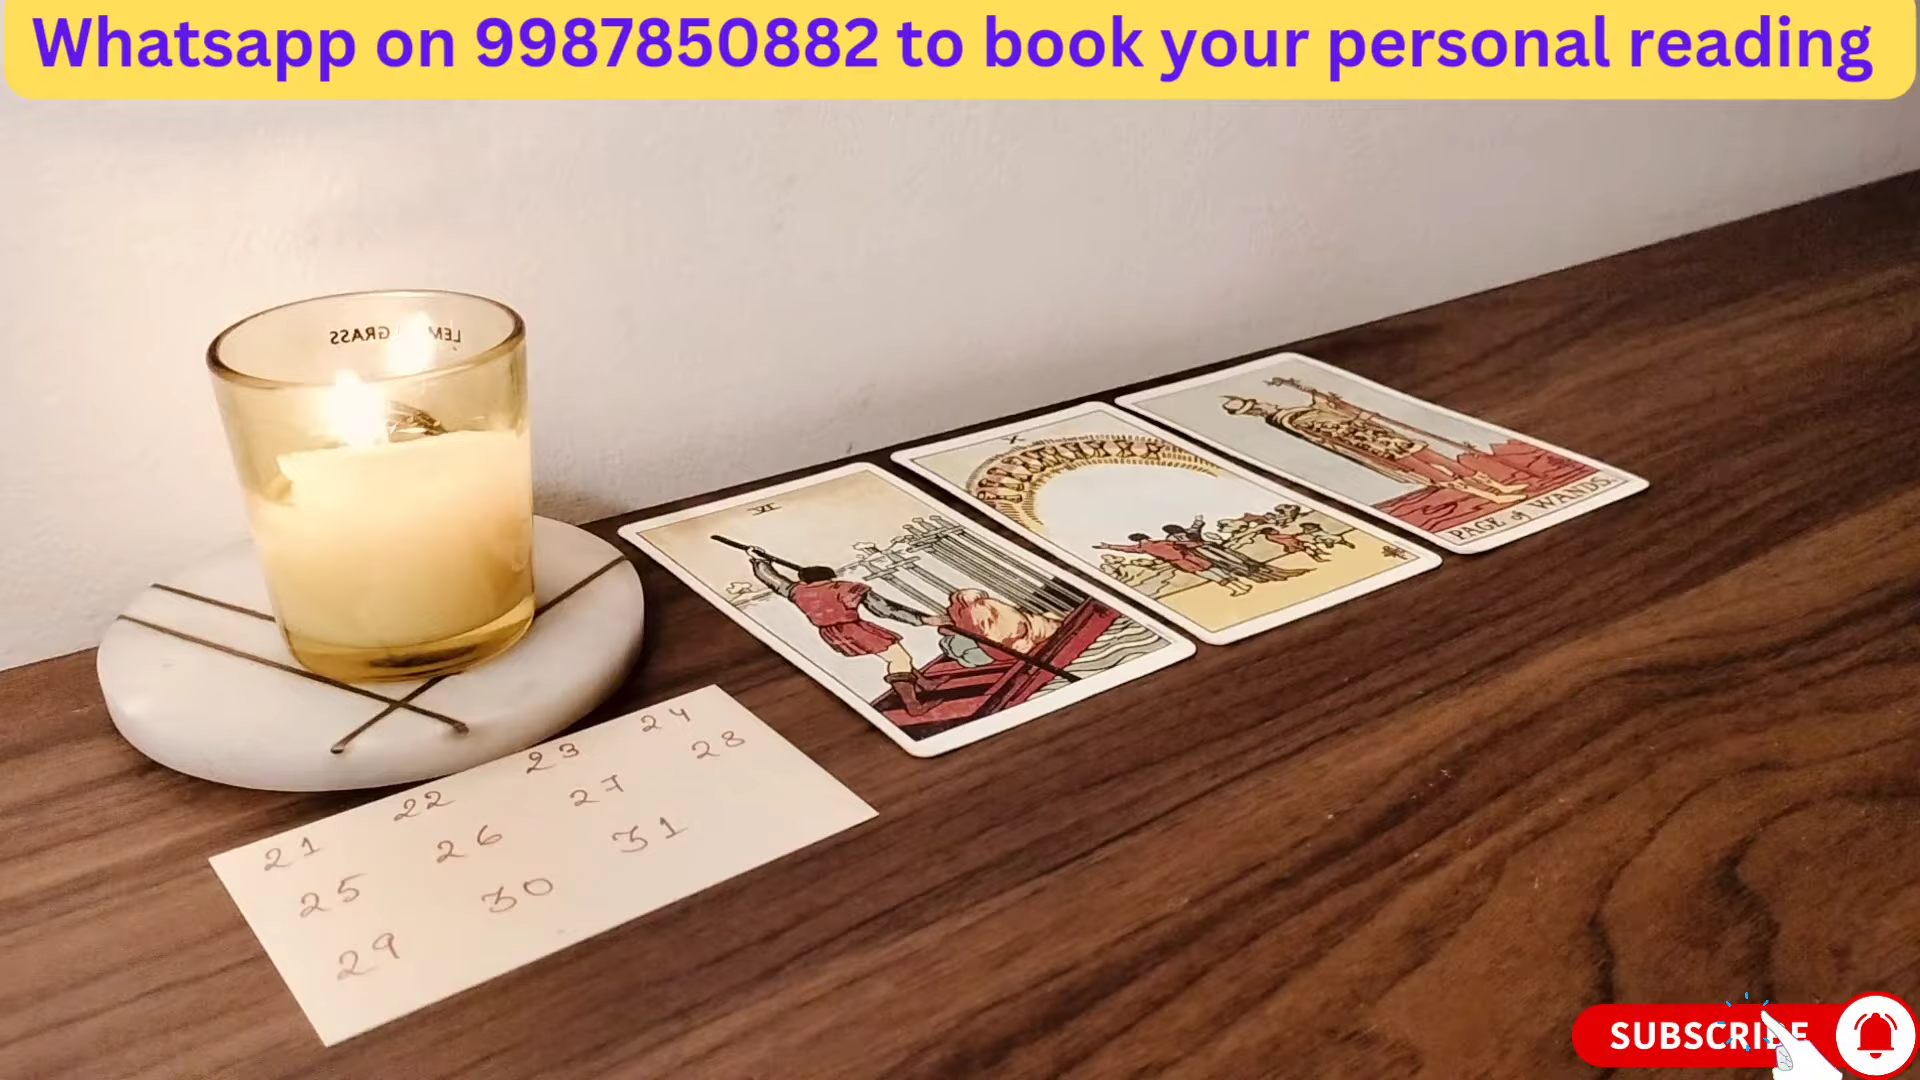 Whatsapp on 9987850882 to book your personal reading
LEMONGRASS
VI
X
PAGE of WANDS.
21 22 23 24
25 26 27 28
29 30 31
SUBSCRIBE